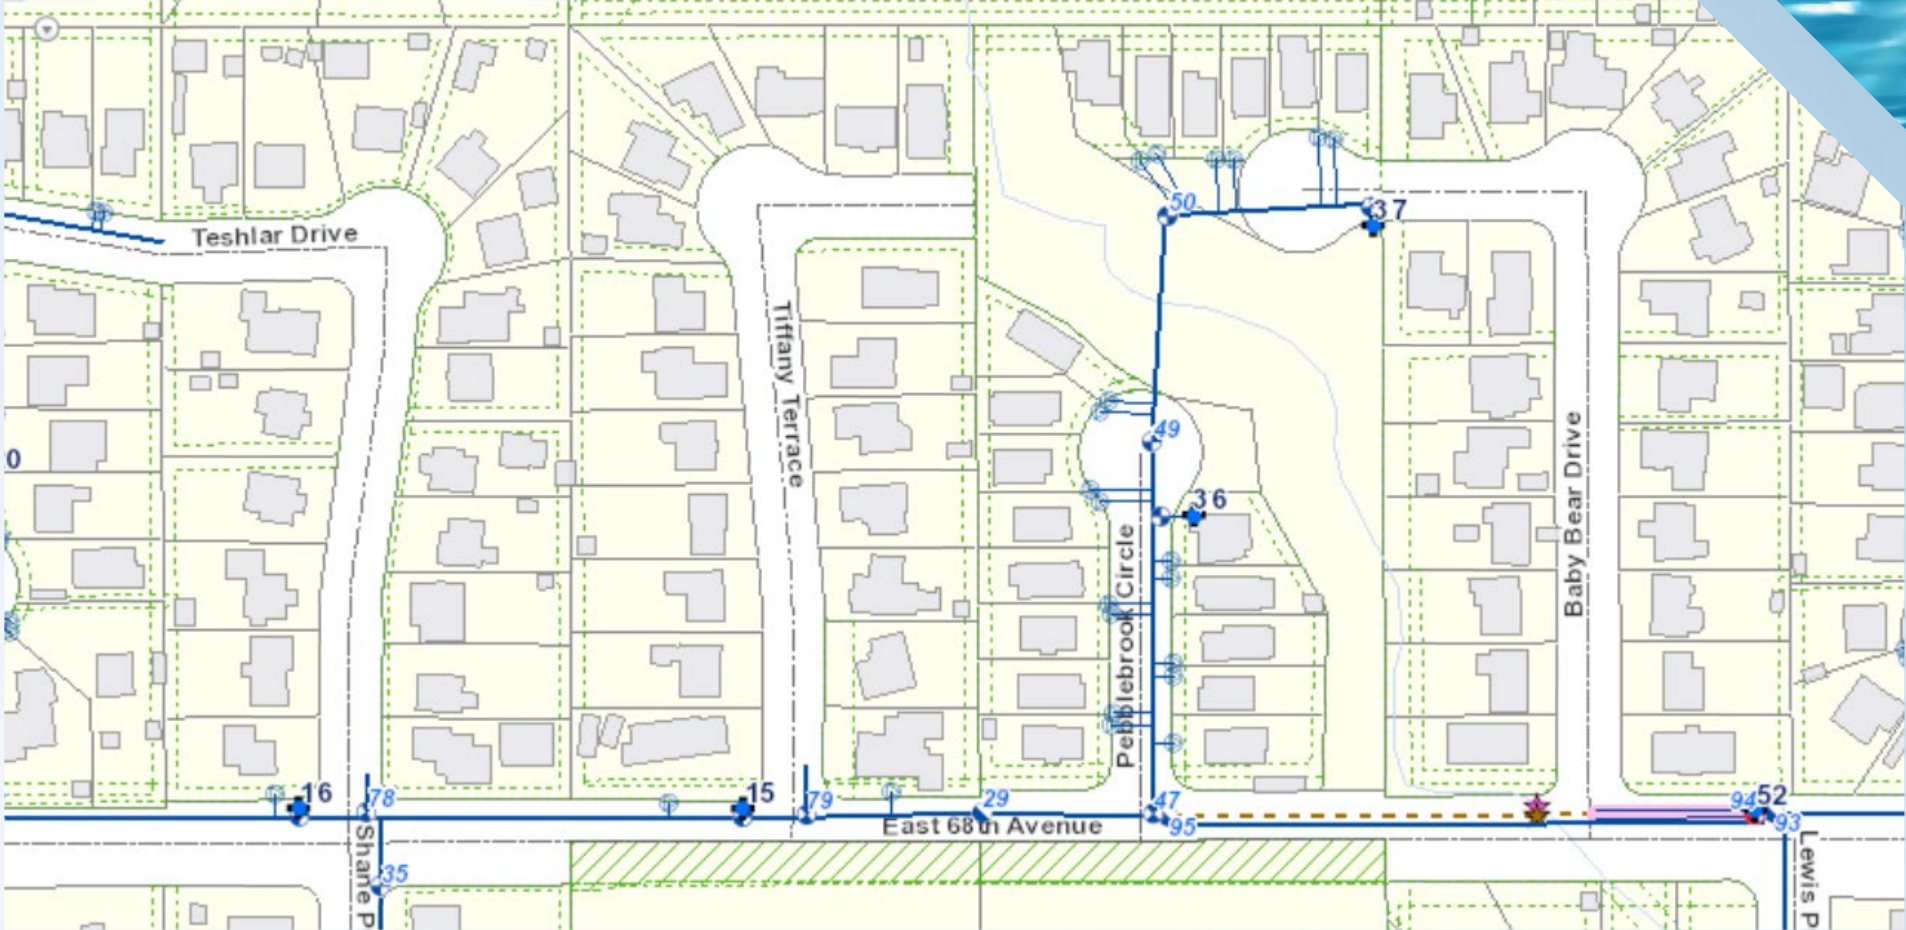 50
37
Teshlar Drive
Tiffany Terrace
49
0
36
Baby Bear Drive
Pebblebrook Circle
16
78
15
79
29
47
94
52
East 68th Avenue
95
93
Shane P
35
Lewis P